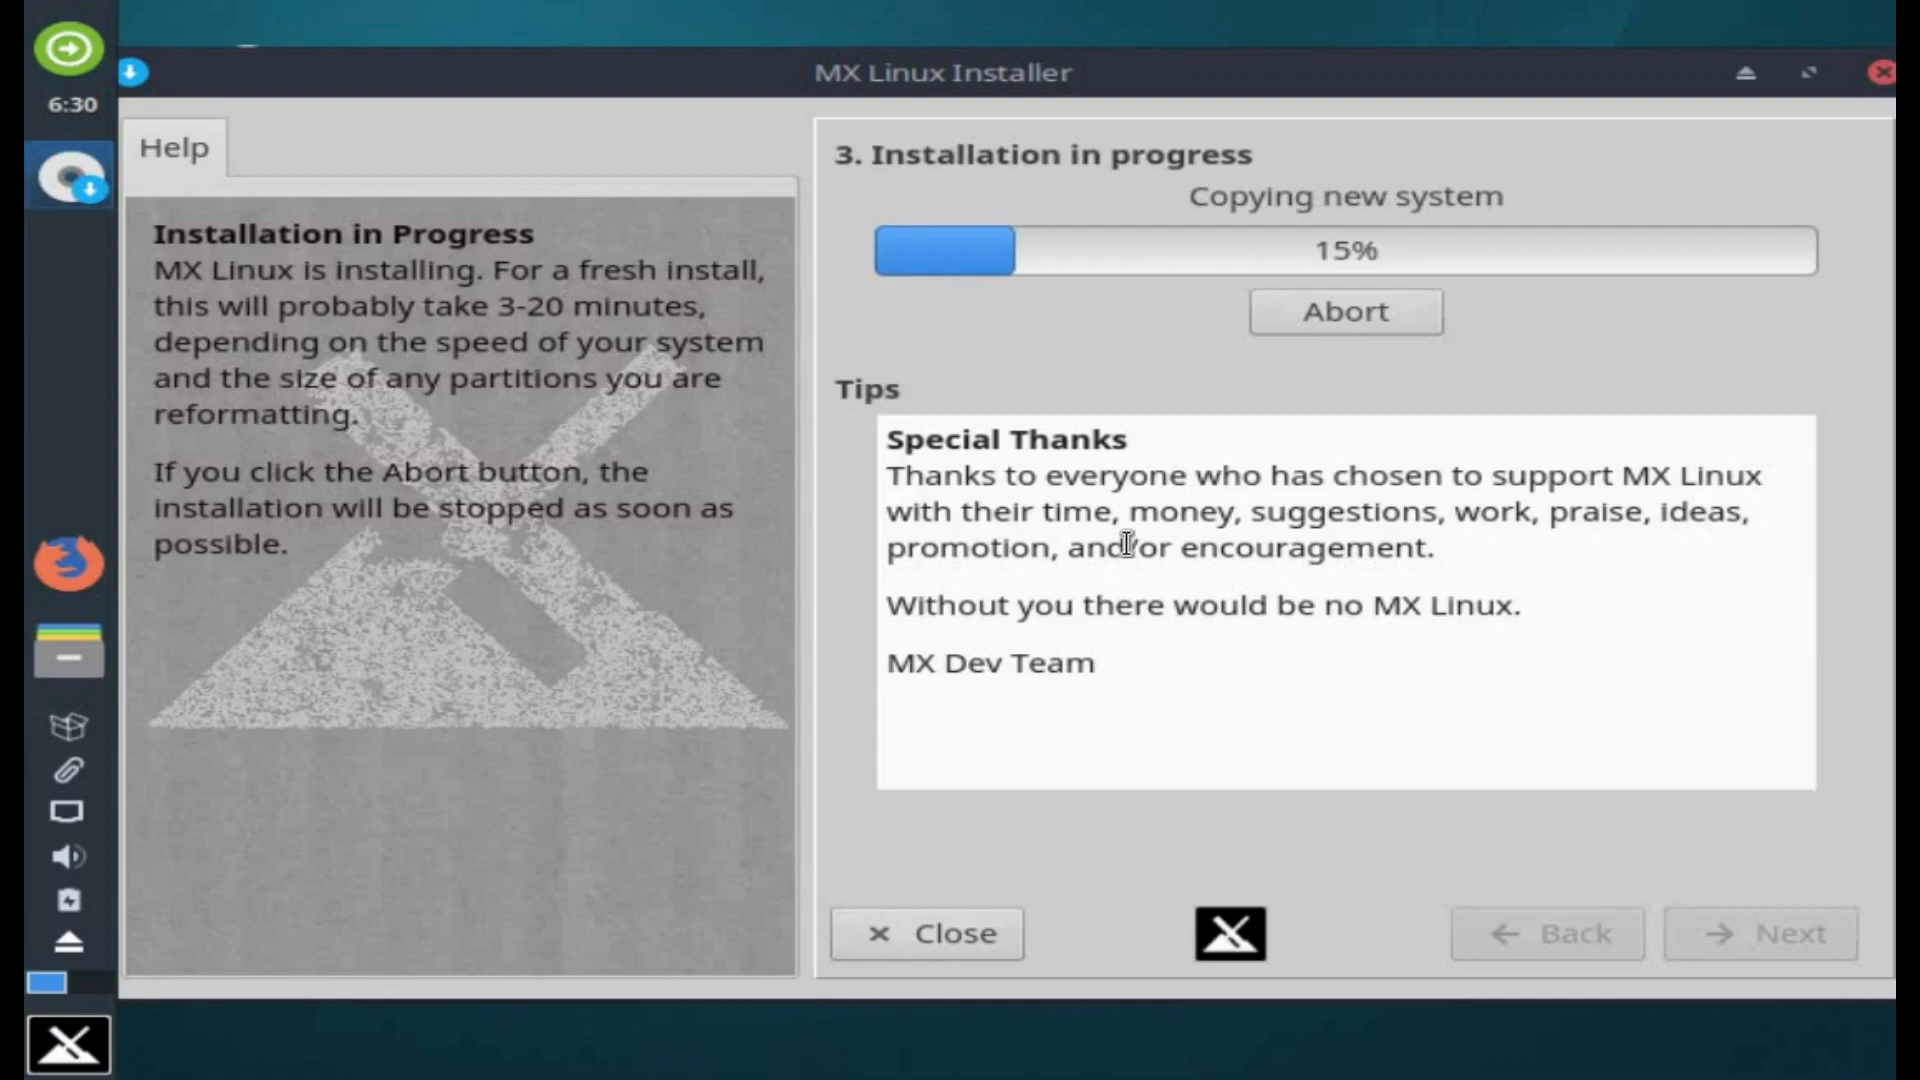 6:30
MX Linux Installer
Help
Installation in Progress
MX Linux is installing. For a fresh install,
this will probably take 3-20 minutes,
depending on the speed of your system
and the size of any partitions you are
reformatting.
If you click the Abort button, the
installation will be stopped as soon as
possible.
3. Installation in progress
Copying new system
15%
Abort
Tips
Special Thanks
Thanks to everyone who has chosen to support MX Linux
with their time, money, suggestions, work, praise, ideas,
promotion, and/or encouragement.
Without you there would be no MX Linux.
MX Dev Team
Close
Back
Next